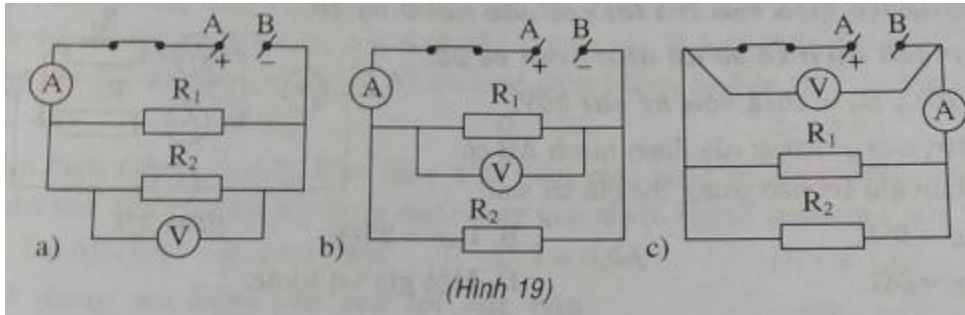 A B A B A B
+ − + − + −
A A V
R₁ R₁ A
R₂ V R₁
V R₂ R₂
a) b) c)
(Hình 19)